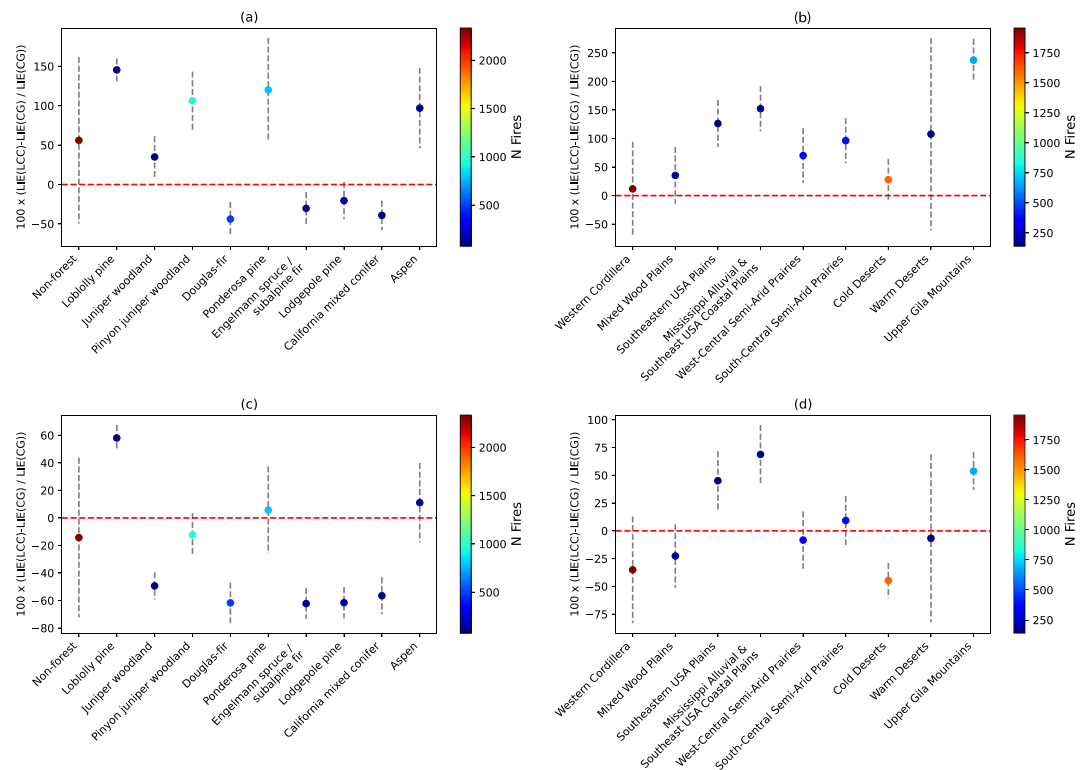 (a)
100 x (LIE(LCC)-LIE(CG) / LIE(CG))
150
100
50
0
−50
Non-forest
Loblolly pine
Juniper woodland
Pinyon juniper woodland
Douglas-fir
Ponderosa pine
Engelmann spruce /
subalpine fir
Lodgepole pine
California mixed conifer
Aspen
2000
1500
1000
500
N Fires
(b)
100 x (LIE(LCC)-LIE(CG) / LIE(CG))
250
200
150
100
50
0
−50
Western Cordillera
Mixed Wood Plains
Southeastern USA Plains
Mississippi Alluvial &
Southeast USA Coastal Plains
West-Central Semi-Arid Prairies
South-Central Semi-Arid Prairies
Cold Deserts
Warm Deserts
Upper Gila Mountains
1750
1500
1250
1000
750
500
250
N Fires
(c)
100 x (LIE(LCC)-LIE(CG) / LIE(CG))
60
40
20
0
−20
−40
−60
−80
Non-forest
Loblolly pine
Juniper woodland
Pinyon juniper woodland
Douglas-fir
Ponderosa pine
Engelmann spruce /
subalpine fir
Lodgepole pine
California mixed conifer
Aspen
2000
1500
1000
500
N Fires
(d)
100 x (LIE(LCC)-LIE(CG) / LIE(CG))
100
75
50
25
0
−25
−50
−75
Western Cordillera
Mixed Wood Plains
Southeastern USA Plains
Mississippi Alluvial &
Southeast USA Coastal Plains
West-Central Semi-Arid Prairies
South-Central Semi-Arid Prairies
Cold Deserts
Warm Deserts
Upper Gila Mountains
1750
1500
1250
1000
750
500
250
N Fires